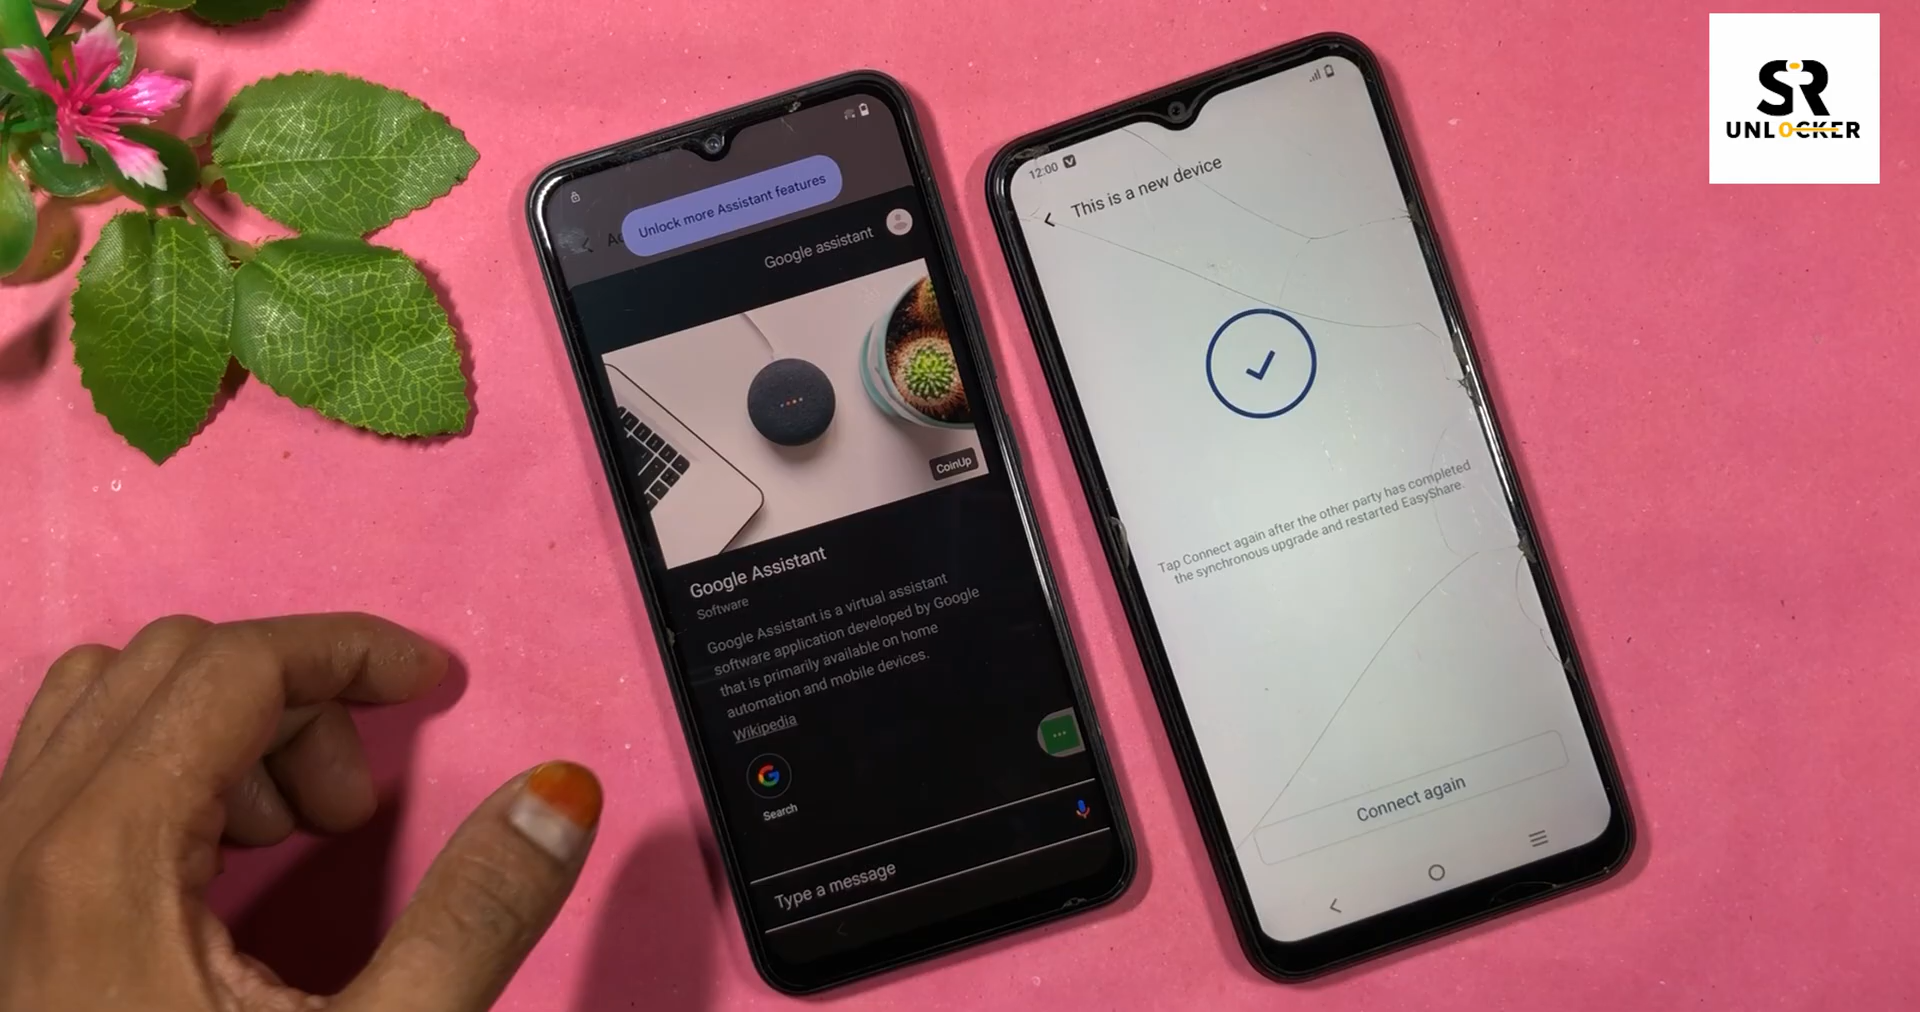 SR
UNLOCKER
Unlock more Assistant features
Google assistant
CoinUp
Google Assistant
Software
Google Assistant is a virtual assistant
software application developed by Google
that is primarily available on home
automation and mobile devices.
Wikipedia
G
Search
Type a message
12:00
This is a new device
Tap Connect again after the other party has completed
the synchronous upgrade and restarted EasyShare.
Connect again